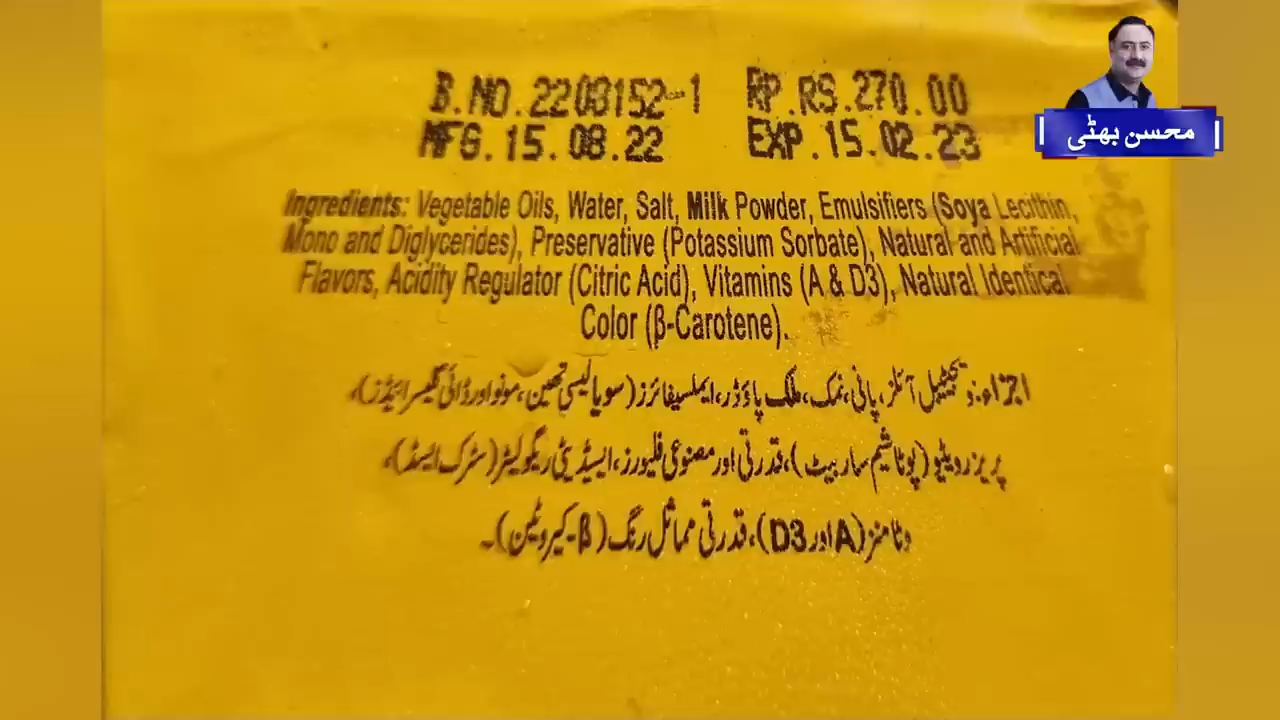 محسن بھٹی
B.NO.2208152-1 RP.RS.270.00
MFG.15.08.22 EXP.15.02.23
Ingredients: Vegetable Oils, Water, Salt, Milk Powder, Emulsifiers (Soya Lecithin,
Mono and Diglycerides), Preservative (Potassium Sorbate), Natural and Artificial
Flavors, Acidity Regulator (Citric Acid), Vitamins (A & D3), Natural Identical
Color (β-Carotene).
اجزاء: ویجیٹیبل آئلز، پانی، نمک، ملک پاؤڈر، ایملسیفائرز (سویا لیسی تھین، مونو اور ڈائی گلیسرائیڈز)،
پریزرویٹیو (پوٹاشیم ساربیٹ)، قدرتی اور مصنوعی فلیورز، ایسیڈیٹی ریگولیٹر (سٹرک ایسڈ)،
وٹامنز (A اور D3)، قدرتی مماثل رنگ (β-کیروٹین)۔